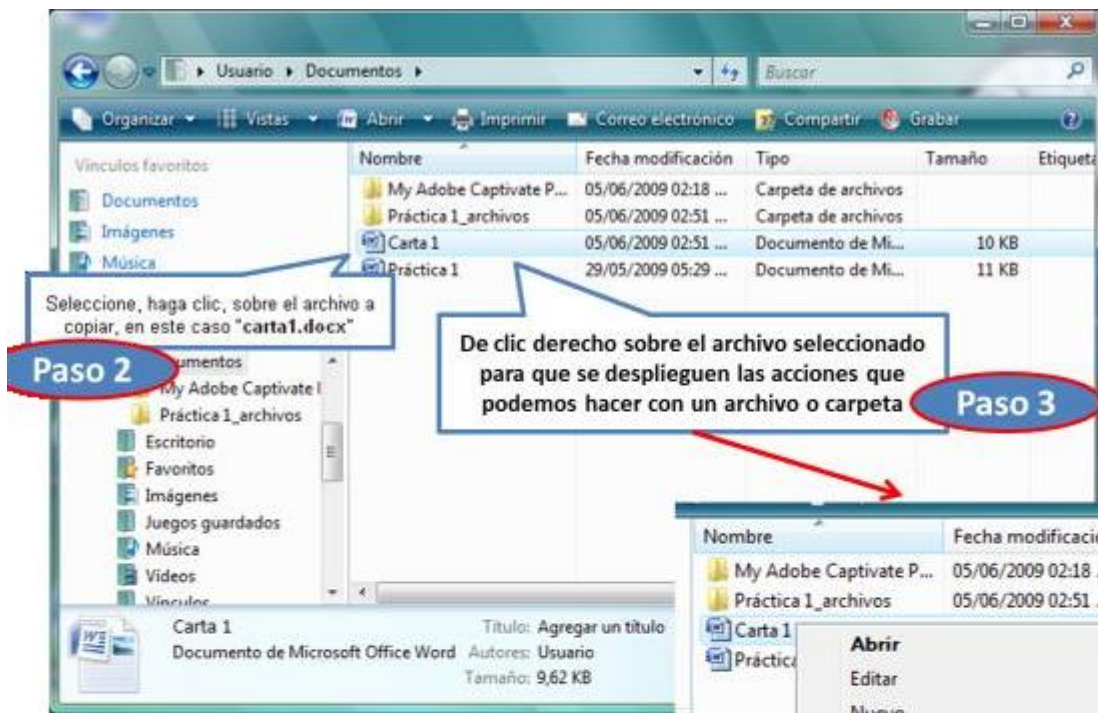 Usuario ▸ Documentos ▸
Buscar
Organizar Vistas Abrir Imprimir Correo electrónico Compartir Grabar
Vínculos favoritos
Documentos
Imágenes
Música
Nombre Fecha modificación Tipo Tamaño Etiqueta
My Adobe Captivate P... 05/06/2009 02:18 ... Carpeta de archivos
Práctica 1_archivos 05/06/2009 02:51 ... Carpeta de archivos
Carta 1 05/06/2009 02:51 ... Documento de Mi... 10 KB
Práctica 1 29/05/2009 05:29 ... Documento de Mi... 11 KB
Seleccione, haga clic, sobre el archivo a
copiar, en este caso "carta1.docx"
Paso 2
De clic derecho sobre el archivo seleccionado
para que se desplieguen las acciones que
podemos hacer con un archivo o carpeta
Paso 3
umentos
My Adobe Captivate
Práctica 1_archivos
Escritorio
Favoritos
Imágenes
Juegos guardados
Música
Videos
Vínculos
Carta 1
Documento de Microsoft Office Word
Título: Agregar un título
Autores: Usuario
Tamaño: 9,62 KB
Nombre Fecha modificaci
My Adobe Captivate P... 05/06/2009 02:18
Práctica 1_archivos 05/06/2009 02:51
Carta 1
Práctica
Abrir
Editar
Nuevo